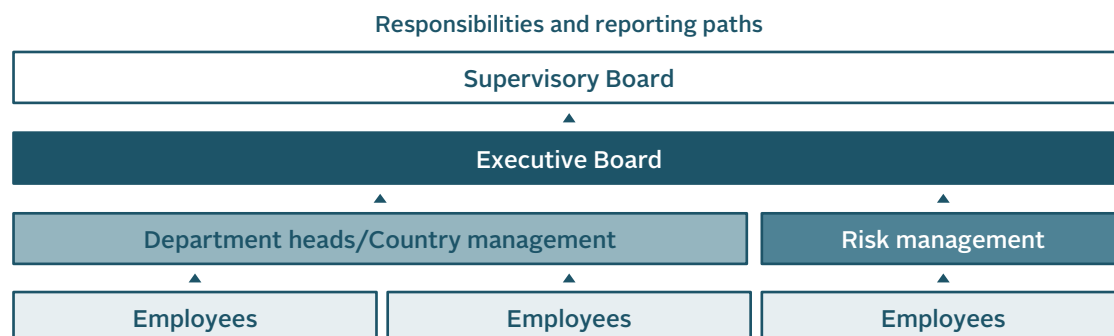 Responsibilities and reporting paths
Supervisory Board
Executive Board
Department heads/Country management
Risk management
Employees
Employees
Employees